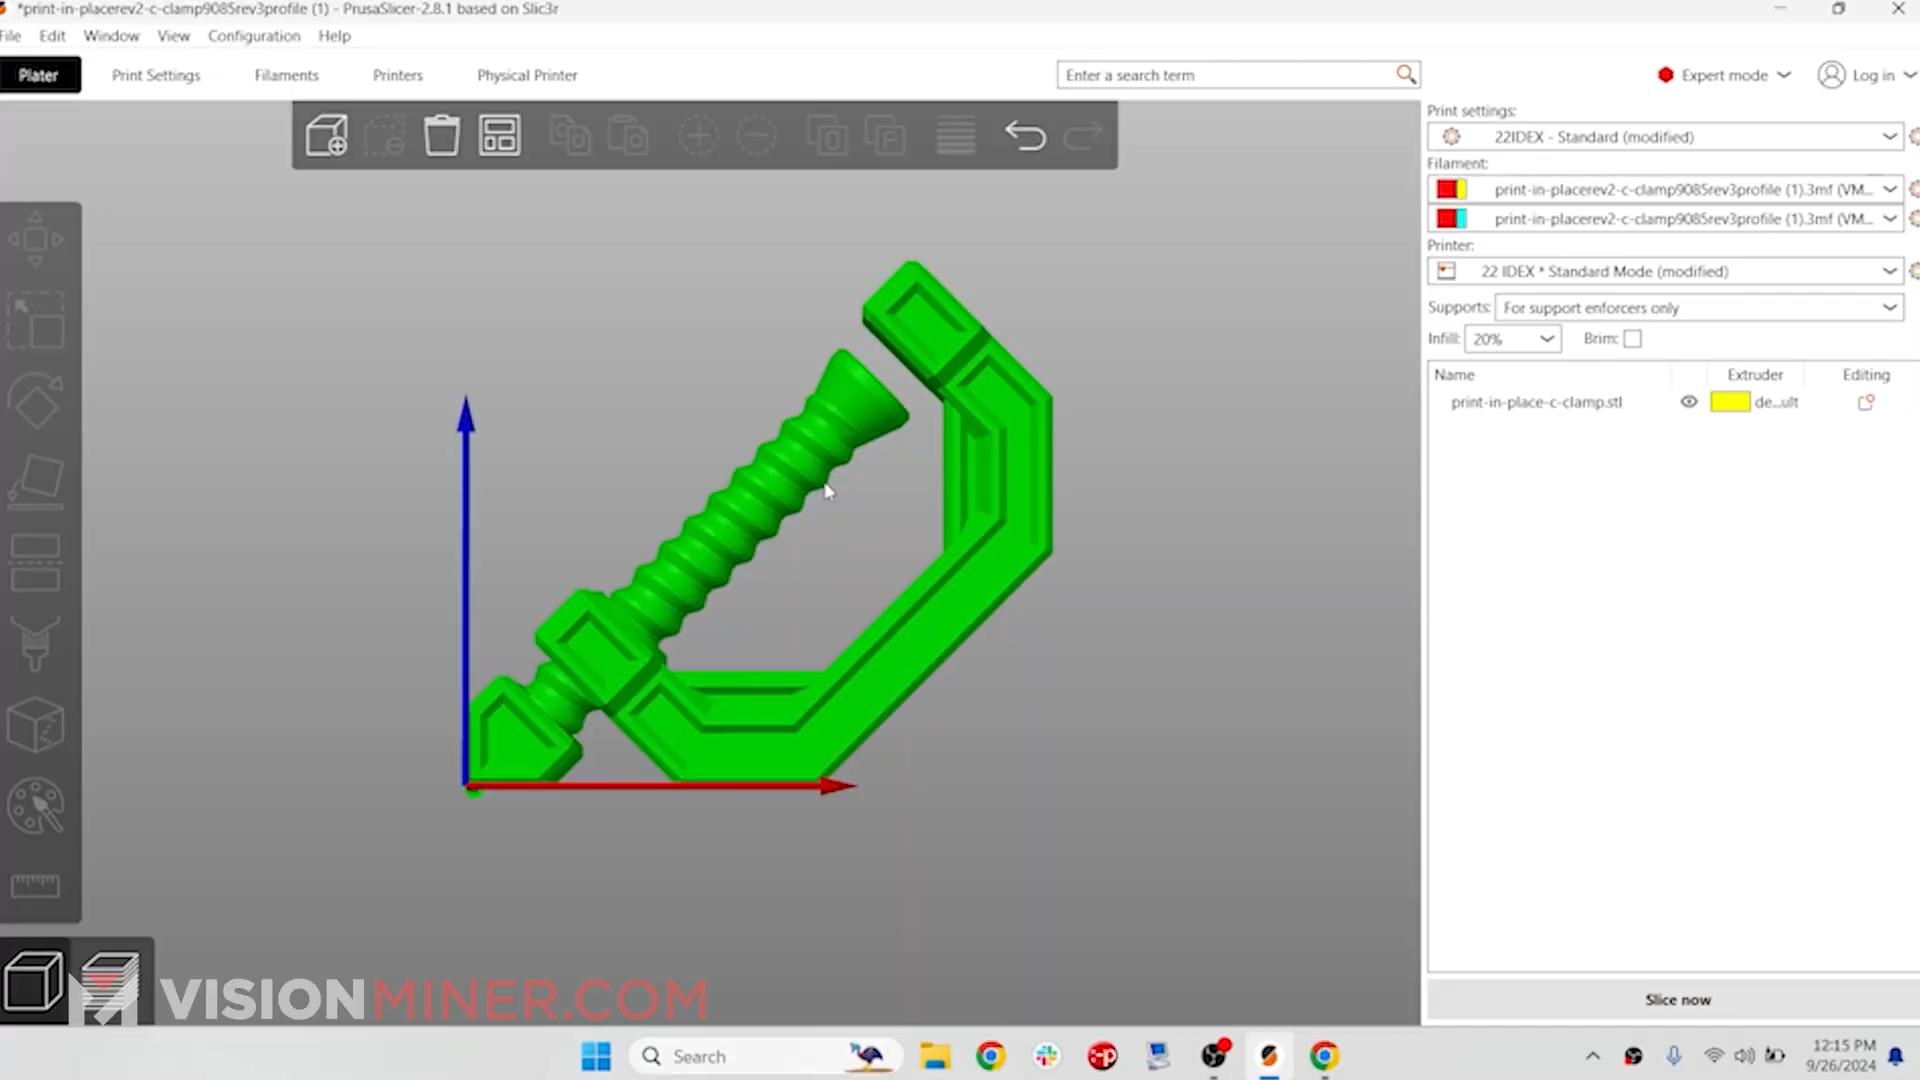 *print-in-placerev2-c-clamp9085rev3profile (1) - PrusaSlicer-2.8.1 based on Slic3r
File Edit Window View Configuration Help
Plater Print Settings Filaments Printers Physical Printer Enter a search term Expert mode Log in
Print settings:
22IDEX - Standard (modified)
Filament:
print-in-placerev2-c-clamp9085rev3profile (1).3mf (VM...
print-in-placerev2-c-clamp9085rev3profile (1).3mf (VM...
Printer:
22 IDEX * Standard Mode (modified)
Supports: For support enforcers only
Infill: 20% Brim:
Name Extruder Editing
print-in-place-c-clamp.stl de...ult
VISIONMINER.COM
Slice now
Search
12:15 PM
9/26/2024